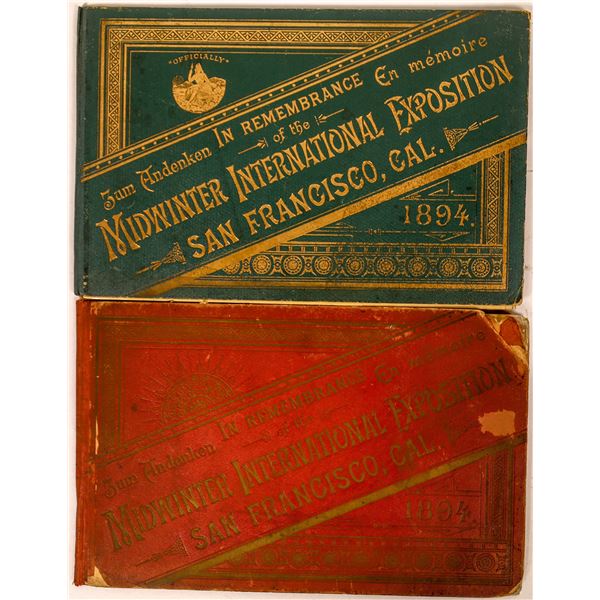 "OFFICIALLY"
Zum Andenken IN REMEMBRANCE En mémoire
of the
MIDWINTER INTERNATIONAL EXPOSITION
SAN FRANCISCO, CAL.
1894.
Zum Andenken IN REMEMBRANCE En mémoire
of the
MIDWINTER INTERNATIONAL EXPOSITION
SAN FRANCISCO, CAL.
1894.